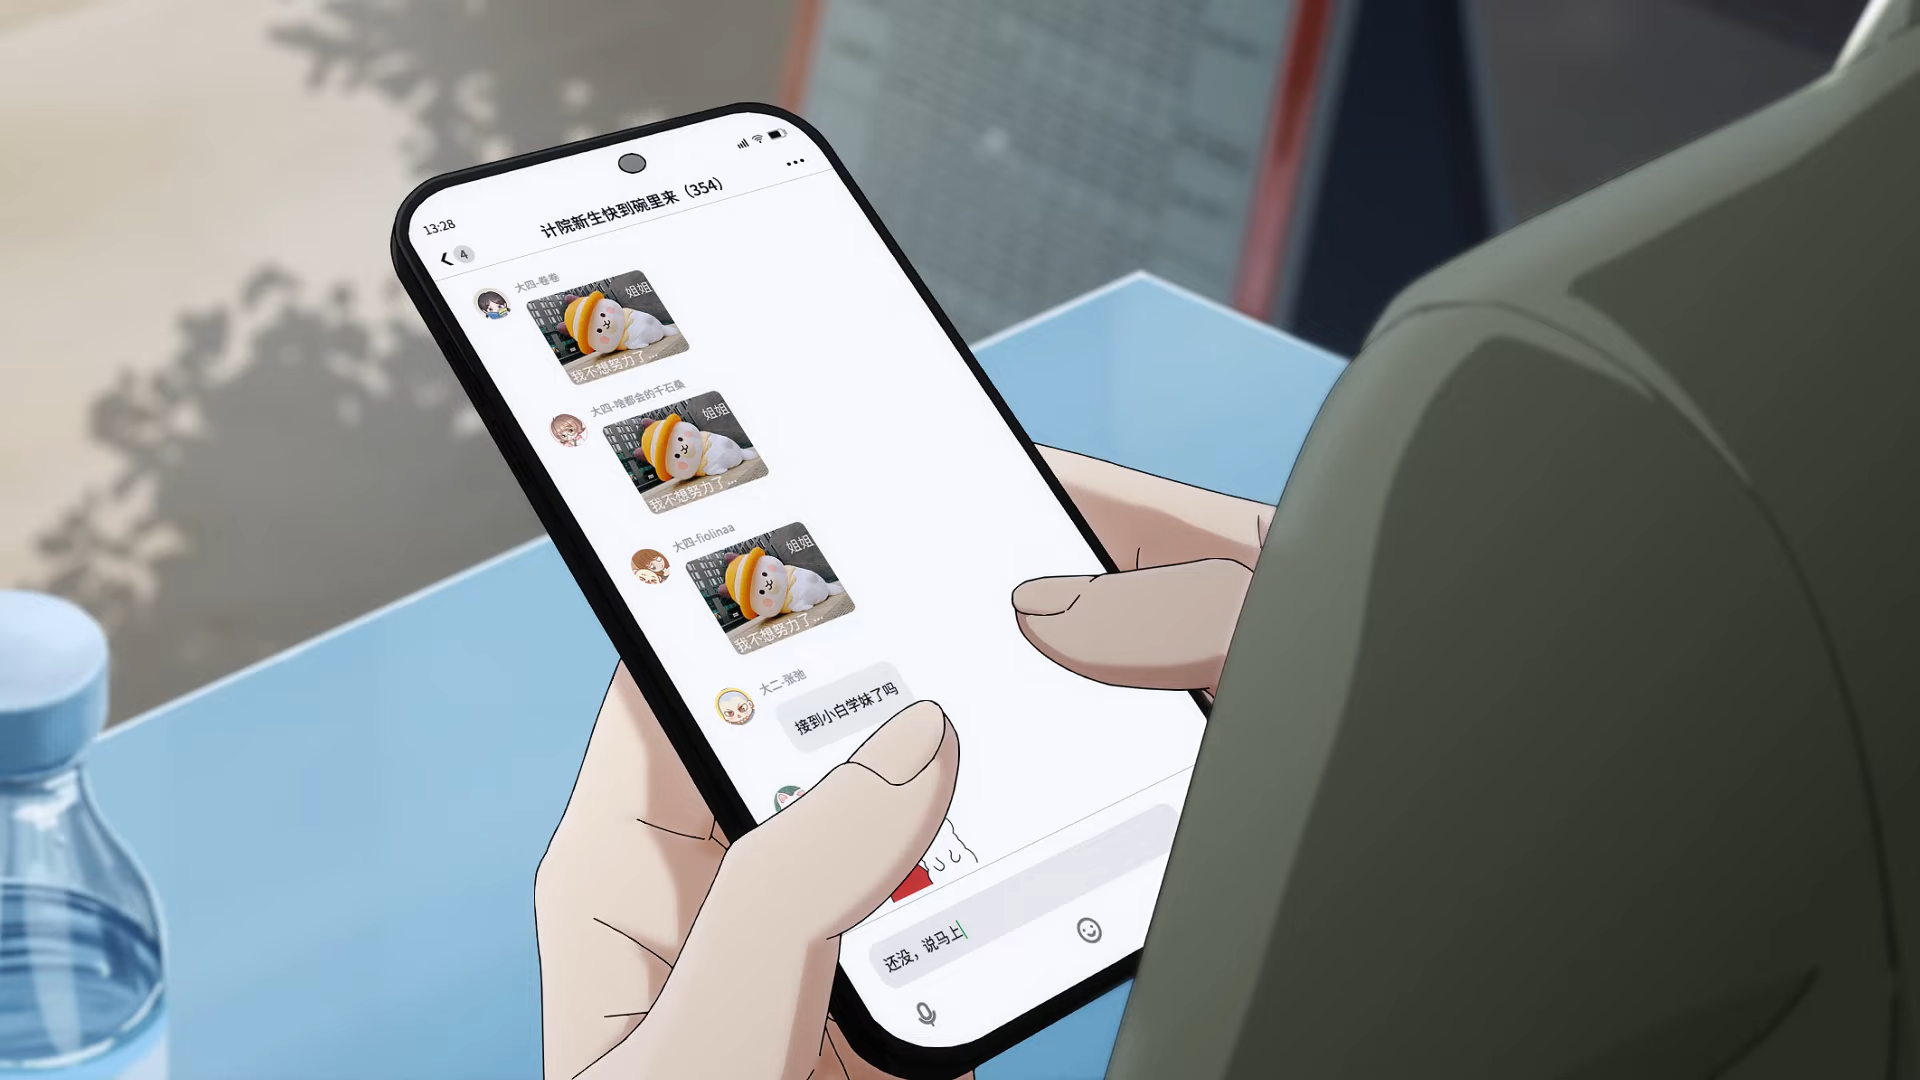 13:28
计院新生快到碗里来（354）
4
大四-卷卷
姐姐
我不想努力了...
大四-啥都会的千石桑
姐姐
我不想努力了...
大四-fiolinaa
姐姐
我不想努力了...
大二-张弛
接到小白学妹了吗
还没，说马上